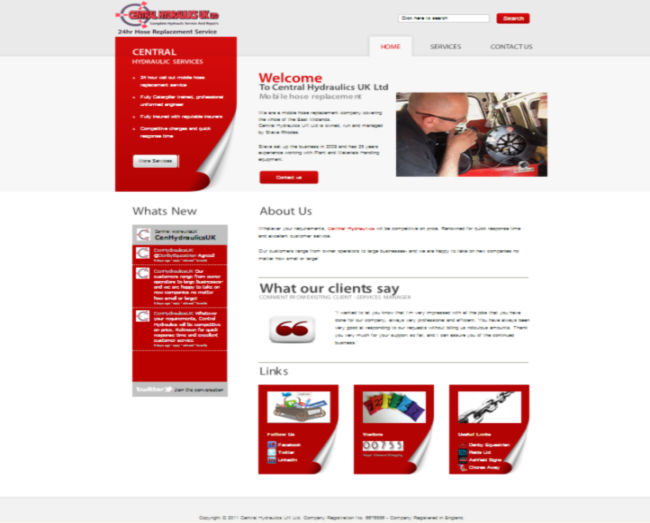 CENTRAL HYDRAULICS UK LTD
Complete Hydraulic Service And Repairs
24hr Hose Replacement Service
Click here to search
Search
HOME
SERVICES
CONTACT US
CENTRAL
HYDRAULIC SERVICES
24 hour call out mobile hose
replacement service
Fully Caterpillar trained, professional
uniformed engineer
Fully insured with requisite insurers
Competitive charges and quick
response time
More Services
Welcome
To Central Hydraulics UK Ltd
Mobile hose replacement
We are a mobile hose replacement company covering
the whole of the East Midlands.
Central Hydraulics UK Ltd is owned, run and managed
by Steve Rhodes
Steve set up the business in 2009 and has 25 years
experience working with Plant and Materials Handling
equipment.
Contact us
Whats New
Central Hydraulics
CenHydraulicsUK
CenHydraulicsUK
@DerbyEquestrian Agreed!
CenHydraulicsUK Our
customers range from owner
operators to large businesses
and we are happy to take on
new companies no matter
how small or large!
CenHydraulicsUK Whatever
your requirements, Central
Hydraulics will be competitive
on price. Renowned for quick
response time and excellent
customer service
twitter
Join the conversation
About Us
Whatever your requirements, Central Hydraulics will be competitive on price. Renowned for quick response time
and excellent customer service.
Our customers range from owner operators to large businesses and we are happy to take on new companies no
matter how small or large!
What our clients say
COMMENT FROM EXISTING CLIENT - SERVICES MANAGER
"I wanted to let you know that I'm very impressed with all the jobs that you have
done for our company, always very professional and efficient. You have always been
very good at responding to our requests without billing us ridiculous amounts. Thank
you very much for your support so far, and I can assure you of the continued
business."
Links
Follow Us
Facebook
Twitter
LinkedIn
Visitors
00733
Useful Links
Derby Equestrian
Ashfield Signs
Chores Away
Copyright © 2011 Central Hydraulics UK Ltd. Company Registration No. - Company Registered in England